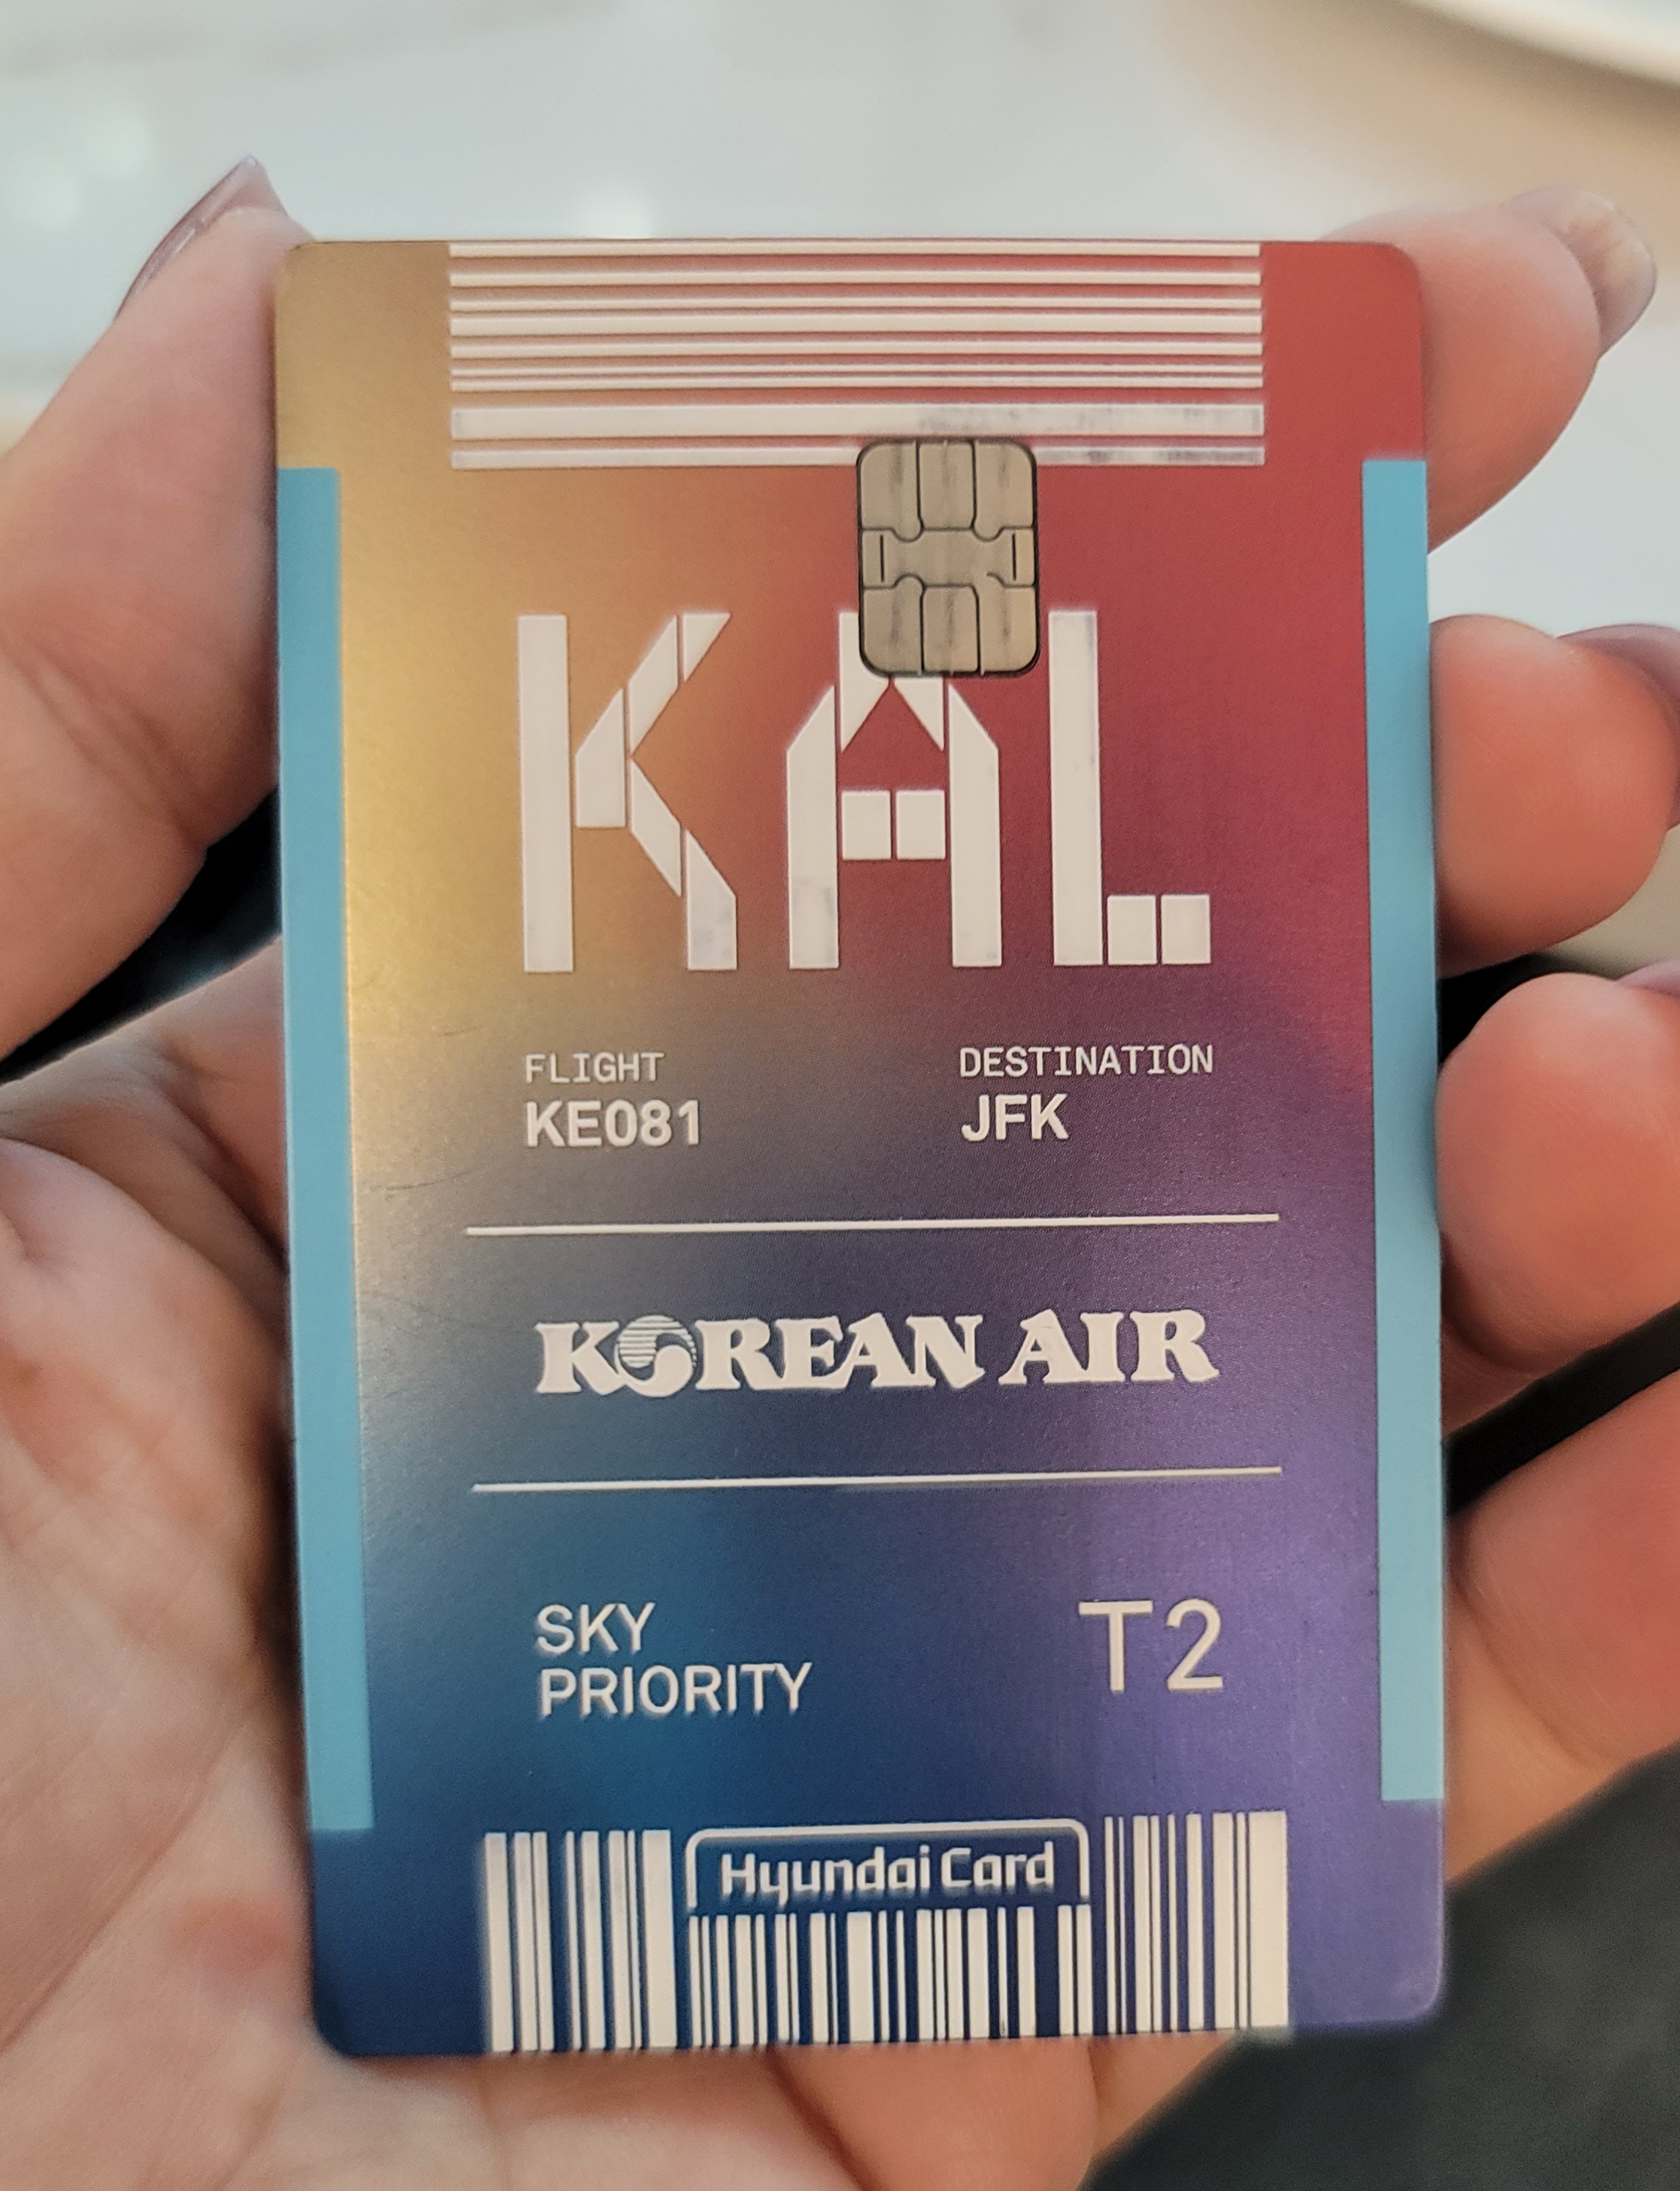 KAL
FLIGHT DESTINATION
KE081 JFK
KOREAN AIR
SKY
PRIORITY
T2
Hyundai Card